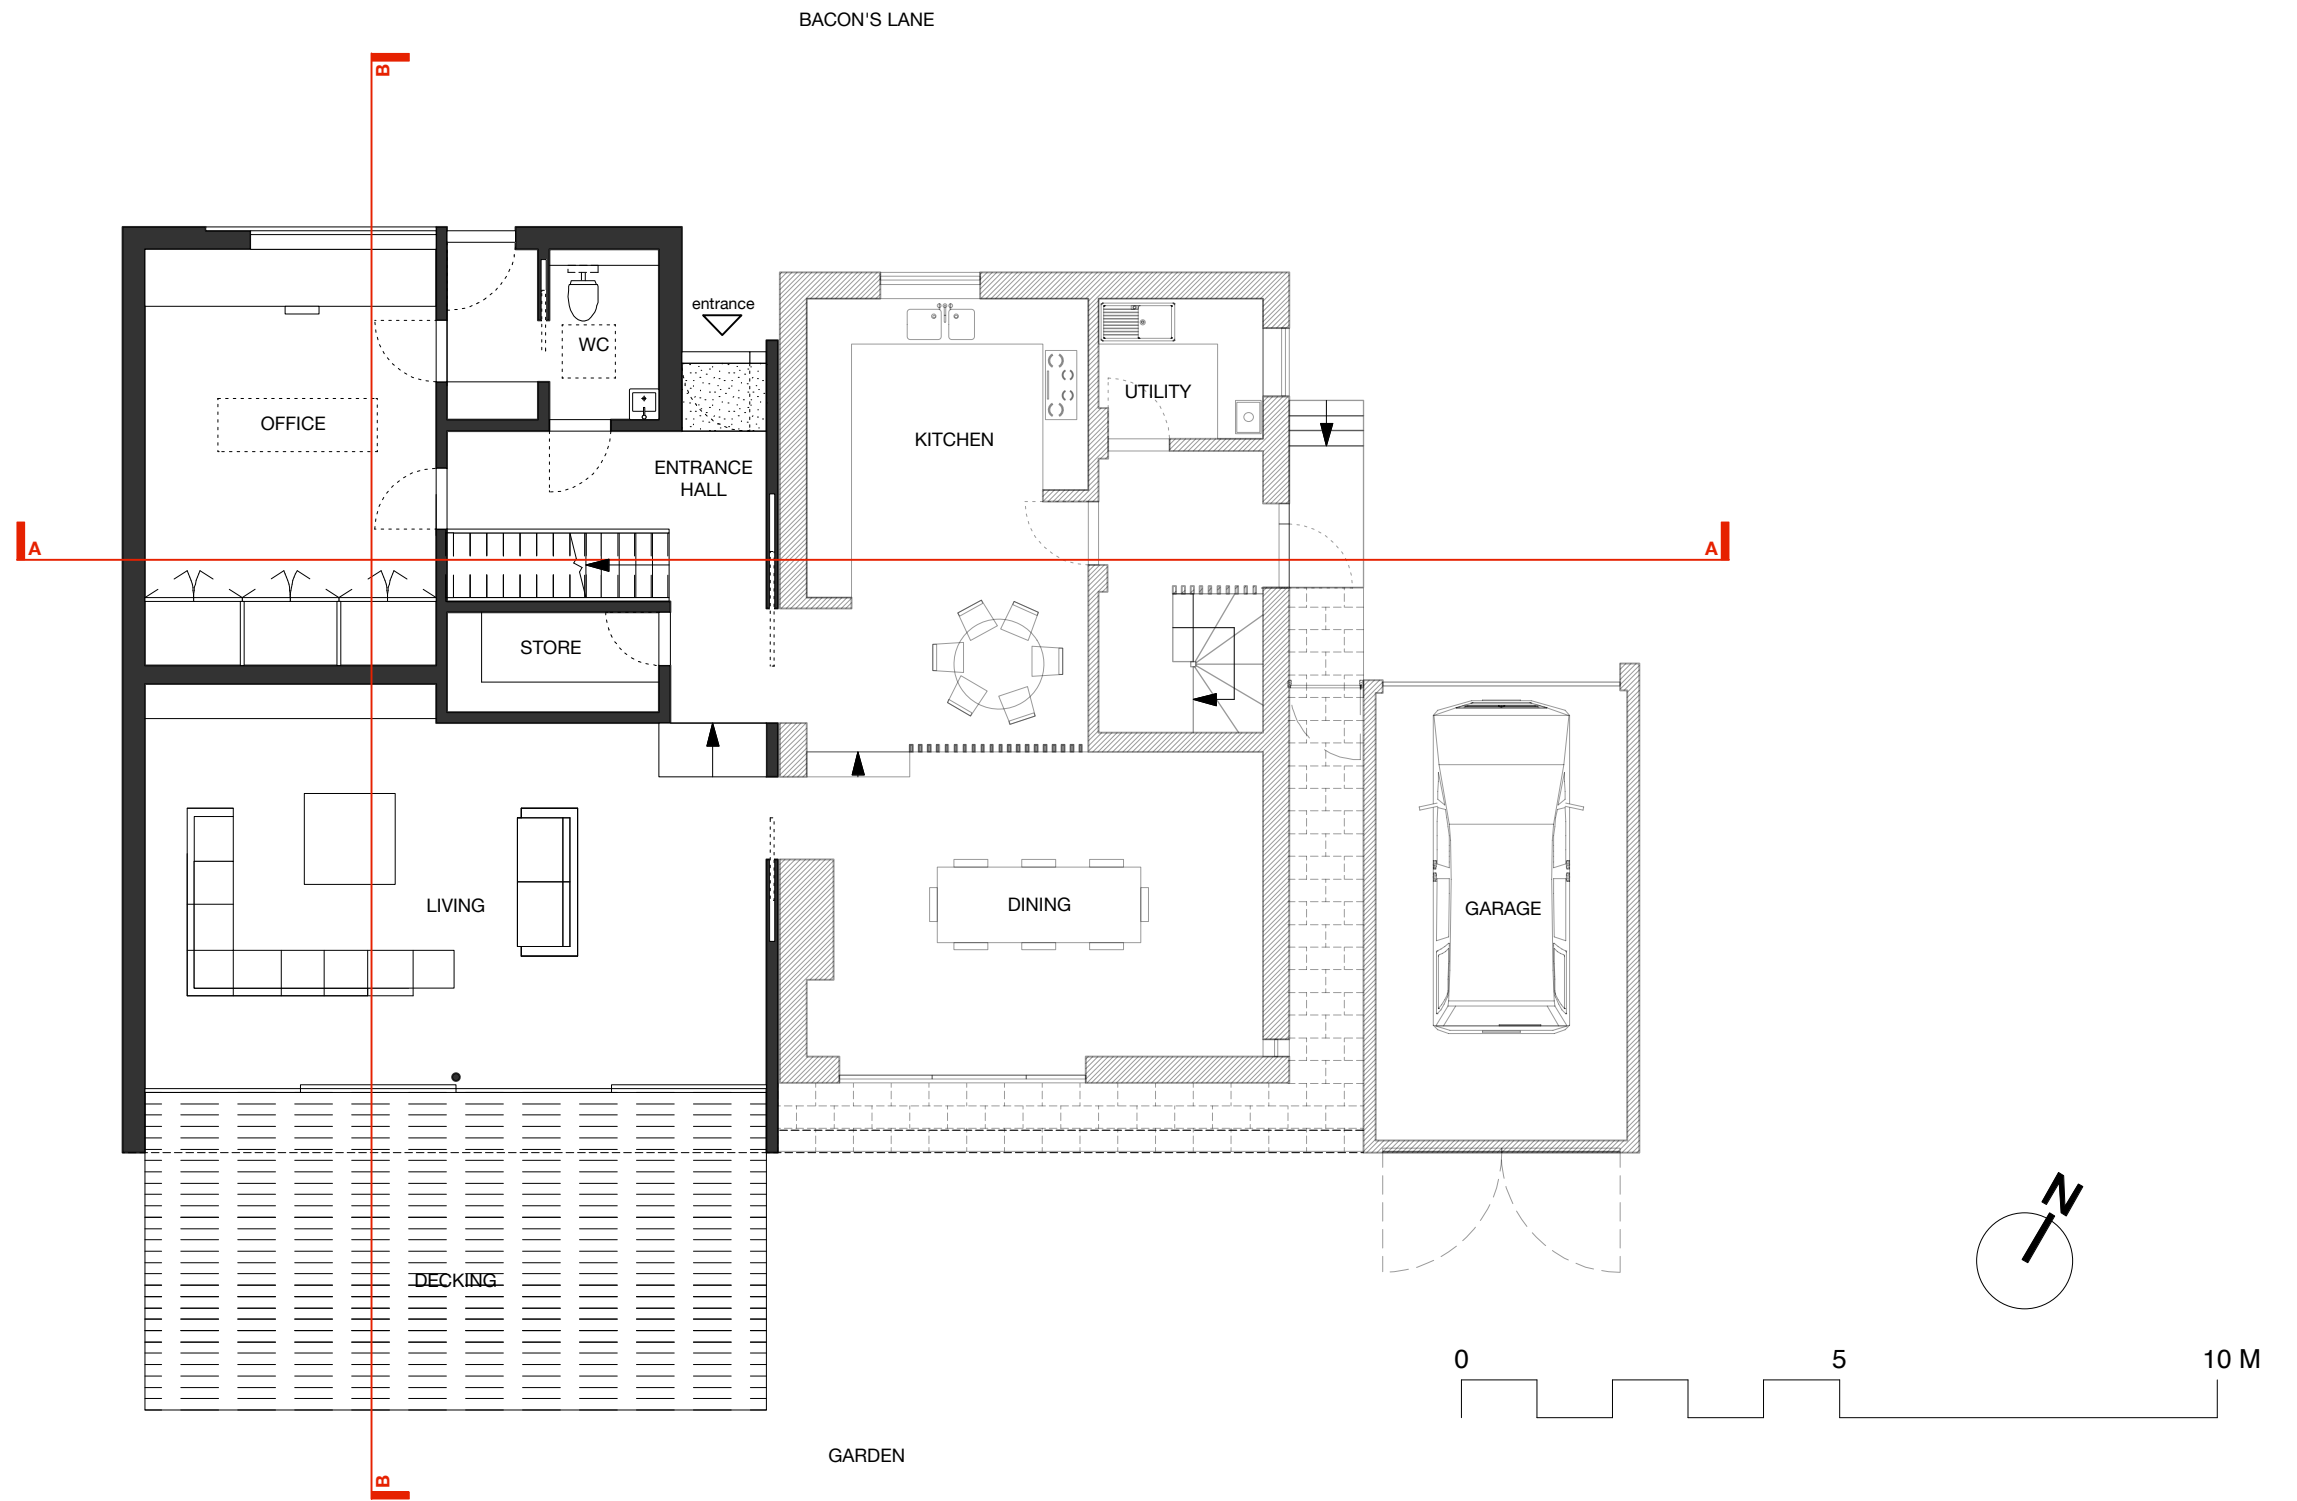 BACON'S LANE
B
entrance
WC
UTILITY
OFFICE
KITCHEN
ENTRANCE
HALL
A
A
STORE
LIVING
DINING
GARAGE
N
DECKING
0 5 10 M
GARDEN
B